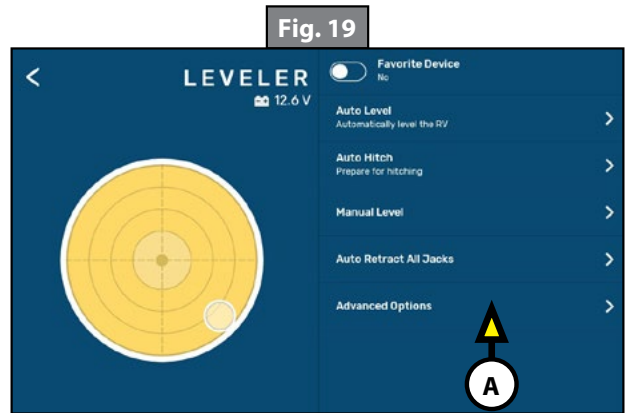 Fig. 19
<
LEVELER
12.6 V
Favorite Device
No
Auto Level
Automatically level the RV
>
Auto Hitch
Prepare for hitching
>
Manual Level
>
Auto Retract All Jacks
>
Advanced Options
>
A